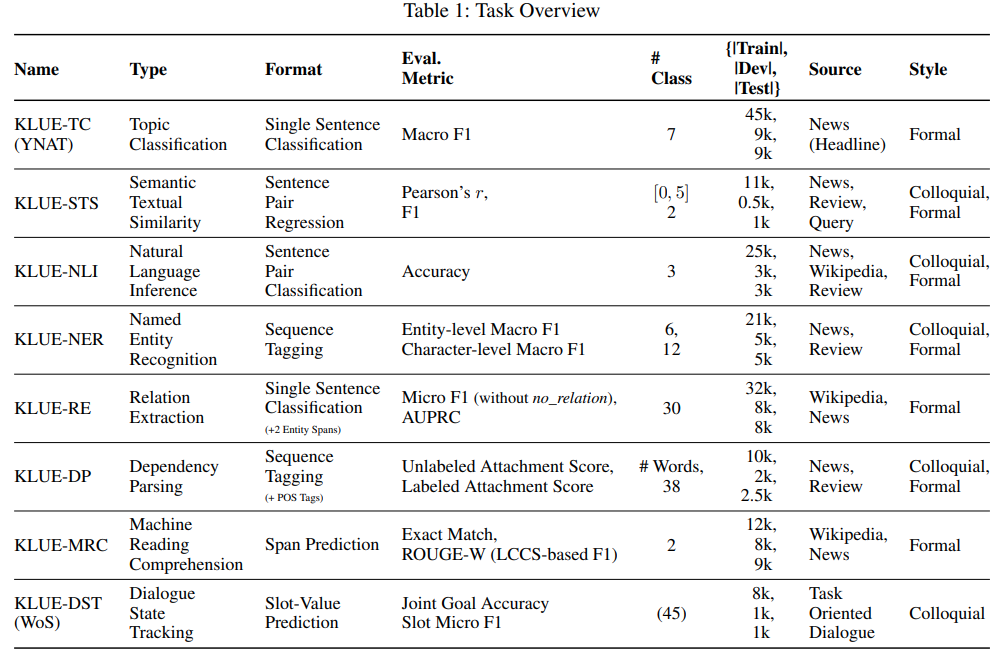 Table 1: Task Overview
Name Type Format Eval. Metric # Class {|Train|, |Dev|, |Test|} Source Style
KLUE-TC (YNAT) Topic Classification Single Sentence Classification Macro F1 7 45k, 9k, 9k News (Headline) Formal
KLUE-STS Semantic Textual Similarity Sentence Pair Regression Pearson's r, F1 [0, 5] 2 11k, 0.5k, 1k News, Review, Query Colloquial, Formal
KLUE-NLI Natural Language Inference Sentence Pair Classification Accuracy 3 25k, 3k, 3k News, Wikipedia, Review Colloquial, Formal
KLUE-NER Named Entity Recognition Sequence Tagging Entity-level Macro F1 Character-level Macro F1 6, 12 21k, 5k, 5k News, Review Colloquial, Formal
KLUE-RE Relation Extraction Single Sentence Classification (+2 Entity Spans) Micro F1 (without no_relation), AUPRC 30 32k, 8k, 8k Wikipedia, News Formal
KLUE-DP Dependency Parsing Sequence Tagging (+ POS Tags) Unlabeled Attachment Score, Labeled Attachment Score # Words, 38 10k, 2k, 2.5k News, Review Colloquial, Formal
KLUE-MRC Machine Reading Comprehension Span Prediction Exact Match, ROUGE-W (LCCS-based F1) 2 12k, 8k, 9k Wikipedia, News Formal
KLUE-DST (WoS) Dialogue State Tracking Slot-Value Prediction Joint Goal Accuracy Slot Micro F1 (45) 8k, 1k, 1k Task Oriented Dialogue Colloquial